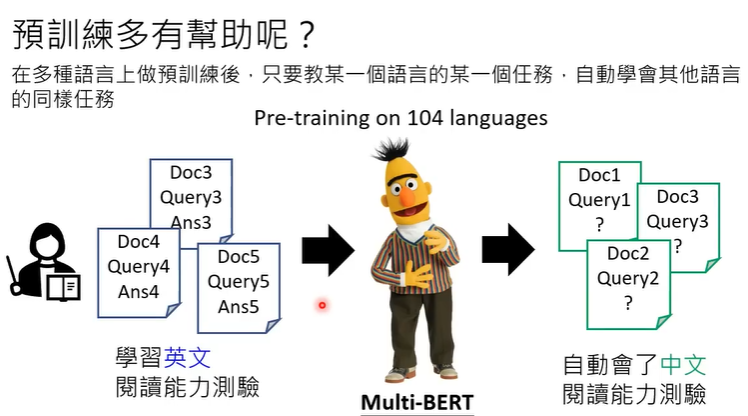 預訓練多有幫助呢？
在多種語言上做預訓練後，只要教某一個語言的某一個任務，自動學會其他語言
的同樣任務
Pre-training on 104 languages
Doc3
Query3
Ans3
Doc4
Query4
Ans4
Doc5
Query5
Ans5
學習英文
閱讀能力測驗
Multi-BERT
Doc1
Query1
?
Doc3
Query3
?
Doc2
Query2
?
自動會了中文
閱讀能力測驗